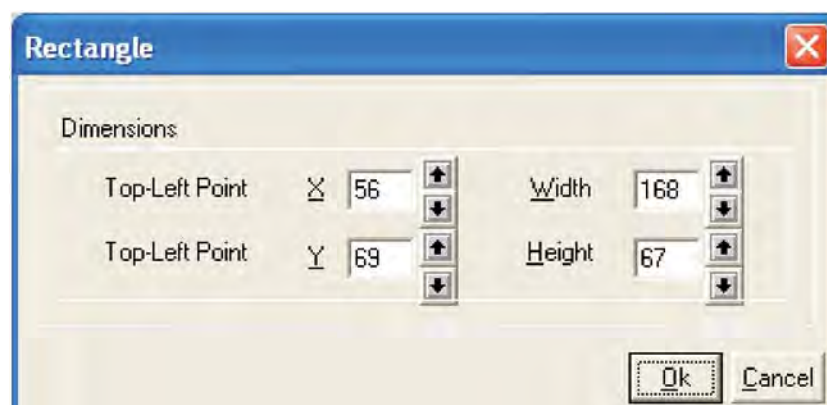 Rectangle
Dimensions
Top-Left Point X 56 Width 168
Top-Left Point Y 69 Height 67
Ok Cancel